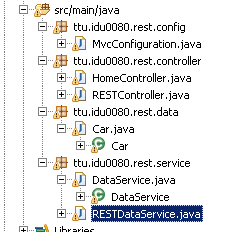 src/main/java
ttu.idu0080.rest.config
MvcConfiguration.java
ttu.idu0080.rest.controller
HomeController.java
RESTController.java
ttu.idu0080.rest.data
Car.java
Car
ttu.idu0080.rest.service
DataService.java
DataService
RESTDataService.java
Libraries